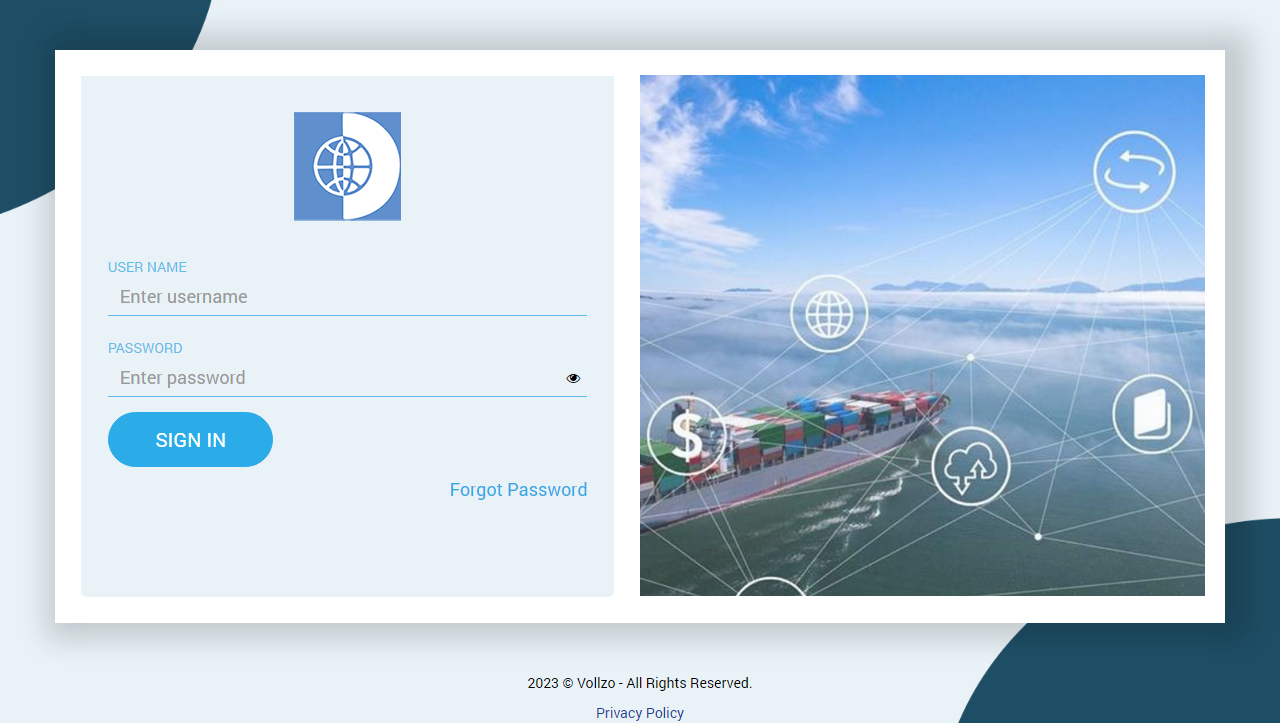 USER NAME
Enter username
PASSWORD
Enter password
SIGN IN
Forgot Password
$
2023 © Vollzo - All Rights Reserved.
Privacy Policy